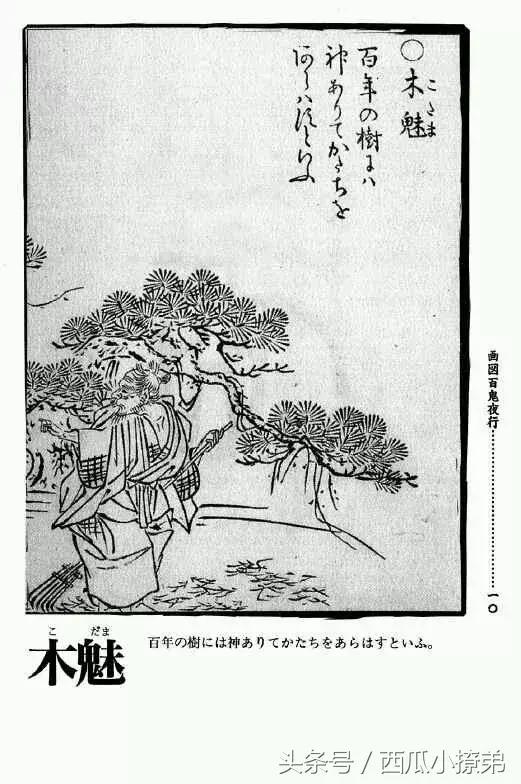 ○木魅
こたま
百年の樹にハ
神ありてかたちを
あらハすといふ
画図百鬼夜行……………………一〇
こだま
木魅
百年の樹には神ありてかたちをあらはすといふ。
头条号 / 西瓜小撩弟